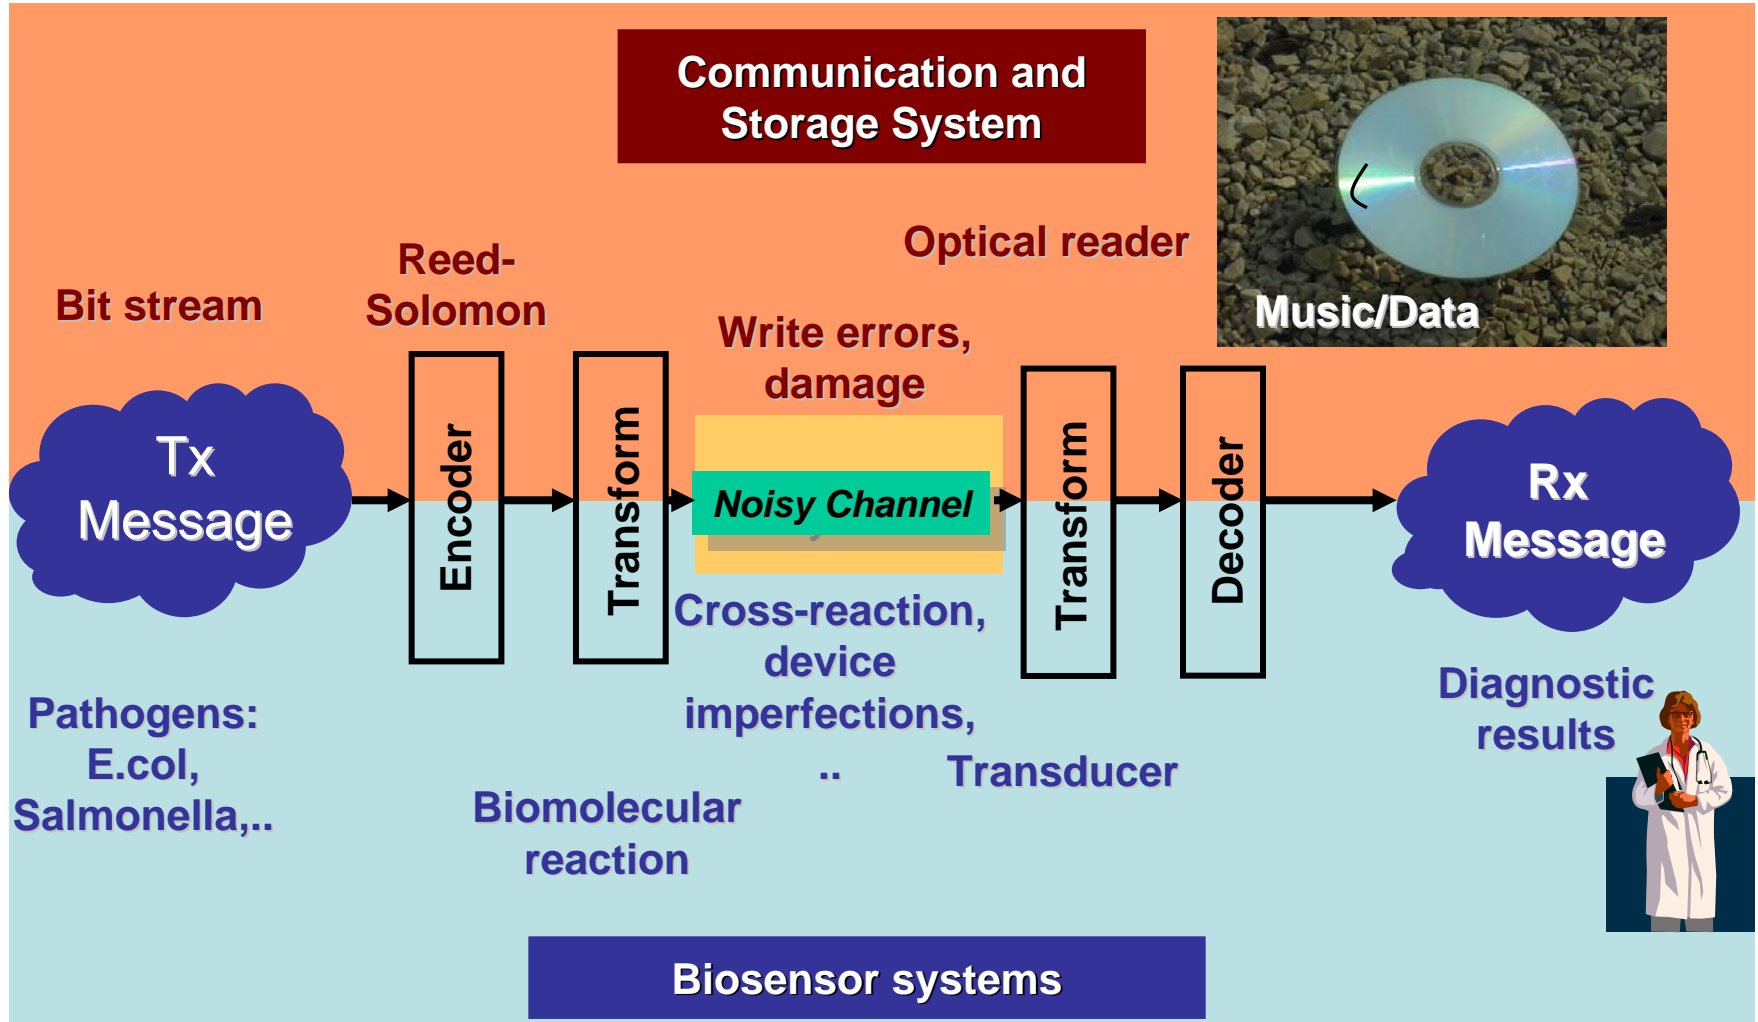 Communication and
Storage System
Optical reader
Reed-
Solomon
Bit stream
Music/Data
Write errors,
damage
Tx
Message
Encoder
Transform
Noisy Channel
Transform
Decoder
Rx
Message
Cross-reaction,
device
imperfections,
..
Pathogens:
E.col,
Salmonella,..
Biomolecular
reaction
Transducer
Diagnostic
results
Biosensor systems